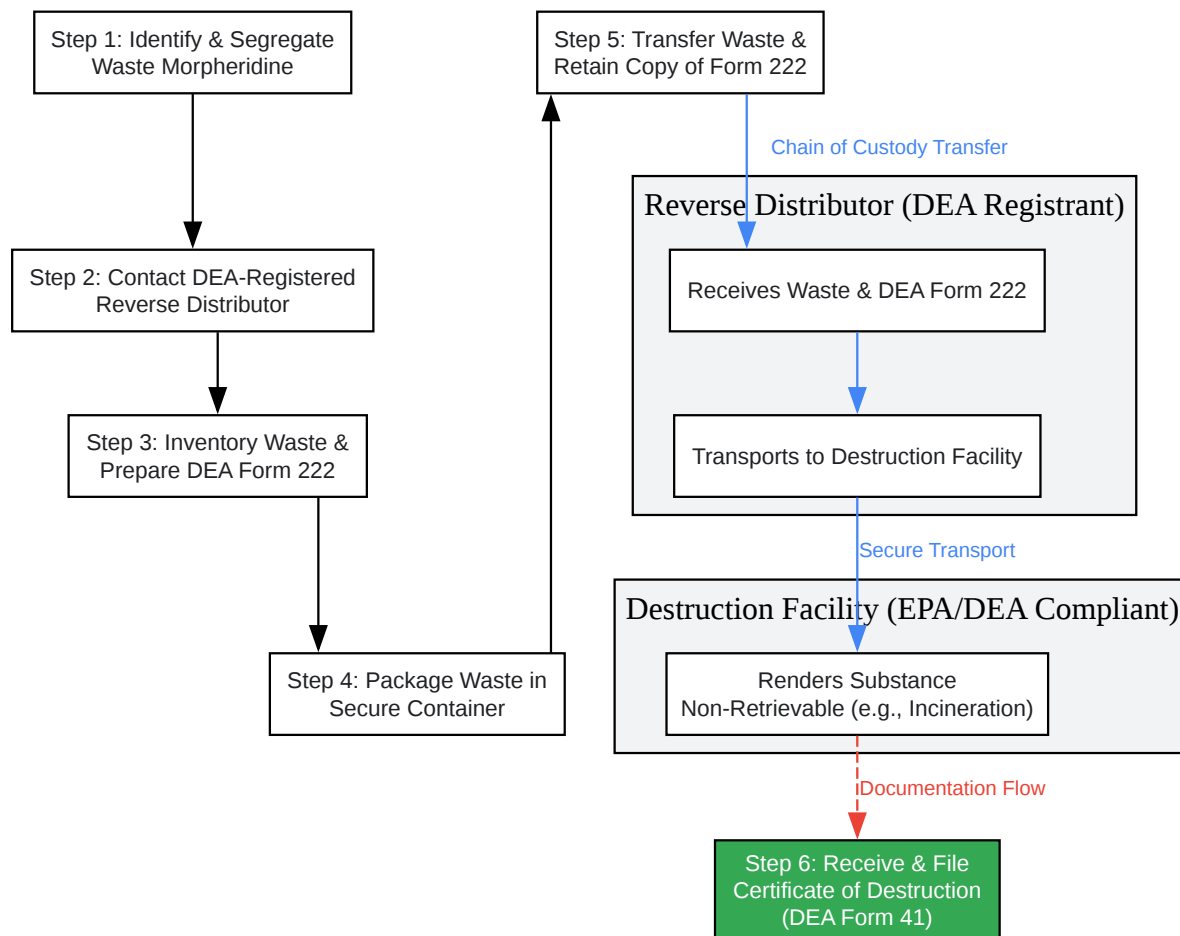 Step 1: Identify & Segregate
Waste Morpheridine
Step 2: Contact DEA-Registered
Reverse Distributor
Step 3: Inventory Waste &
Prepare DEA Form 222
Step 4: Package Waste in
Secure Container
Step 5: Transfer Waste &
Retain Copy of Form 222
Chain of Custody Transfer
Reverse Distributor (DEA Registrant)
Receives Waste & DEA Form 222
Transports to Destruction Facility
Secure Transport
Destruction Facility (EPA/DEA Compliant)
Renders Substance
Non-Retrievable (e.g., Incineration)
Documentation Flow
Step 6: Receive & File
Certificate of Destruction
(DEA Form 41)